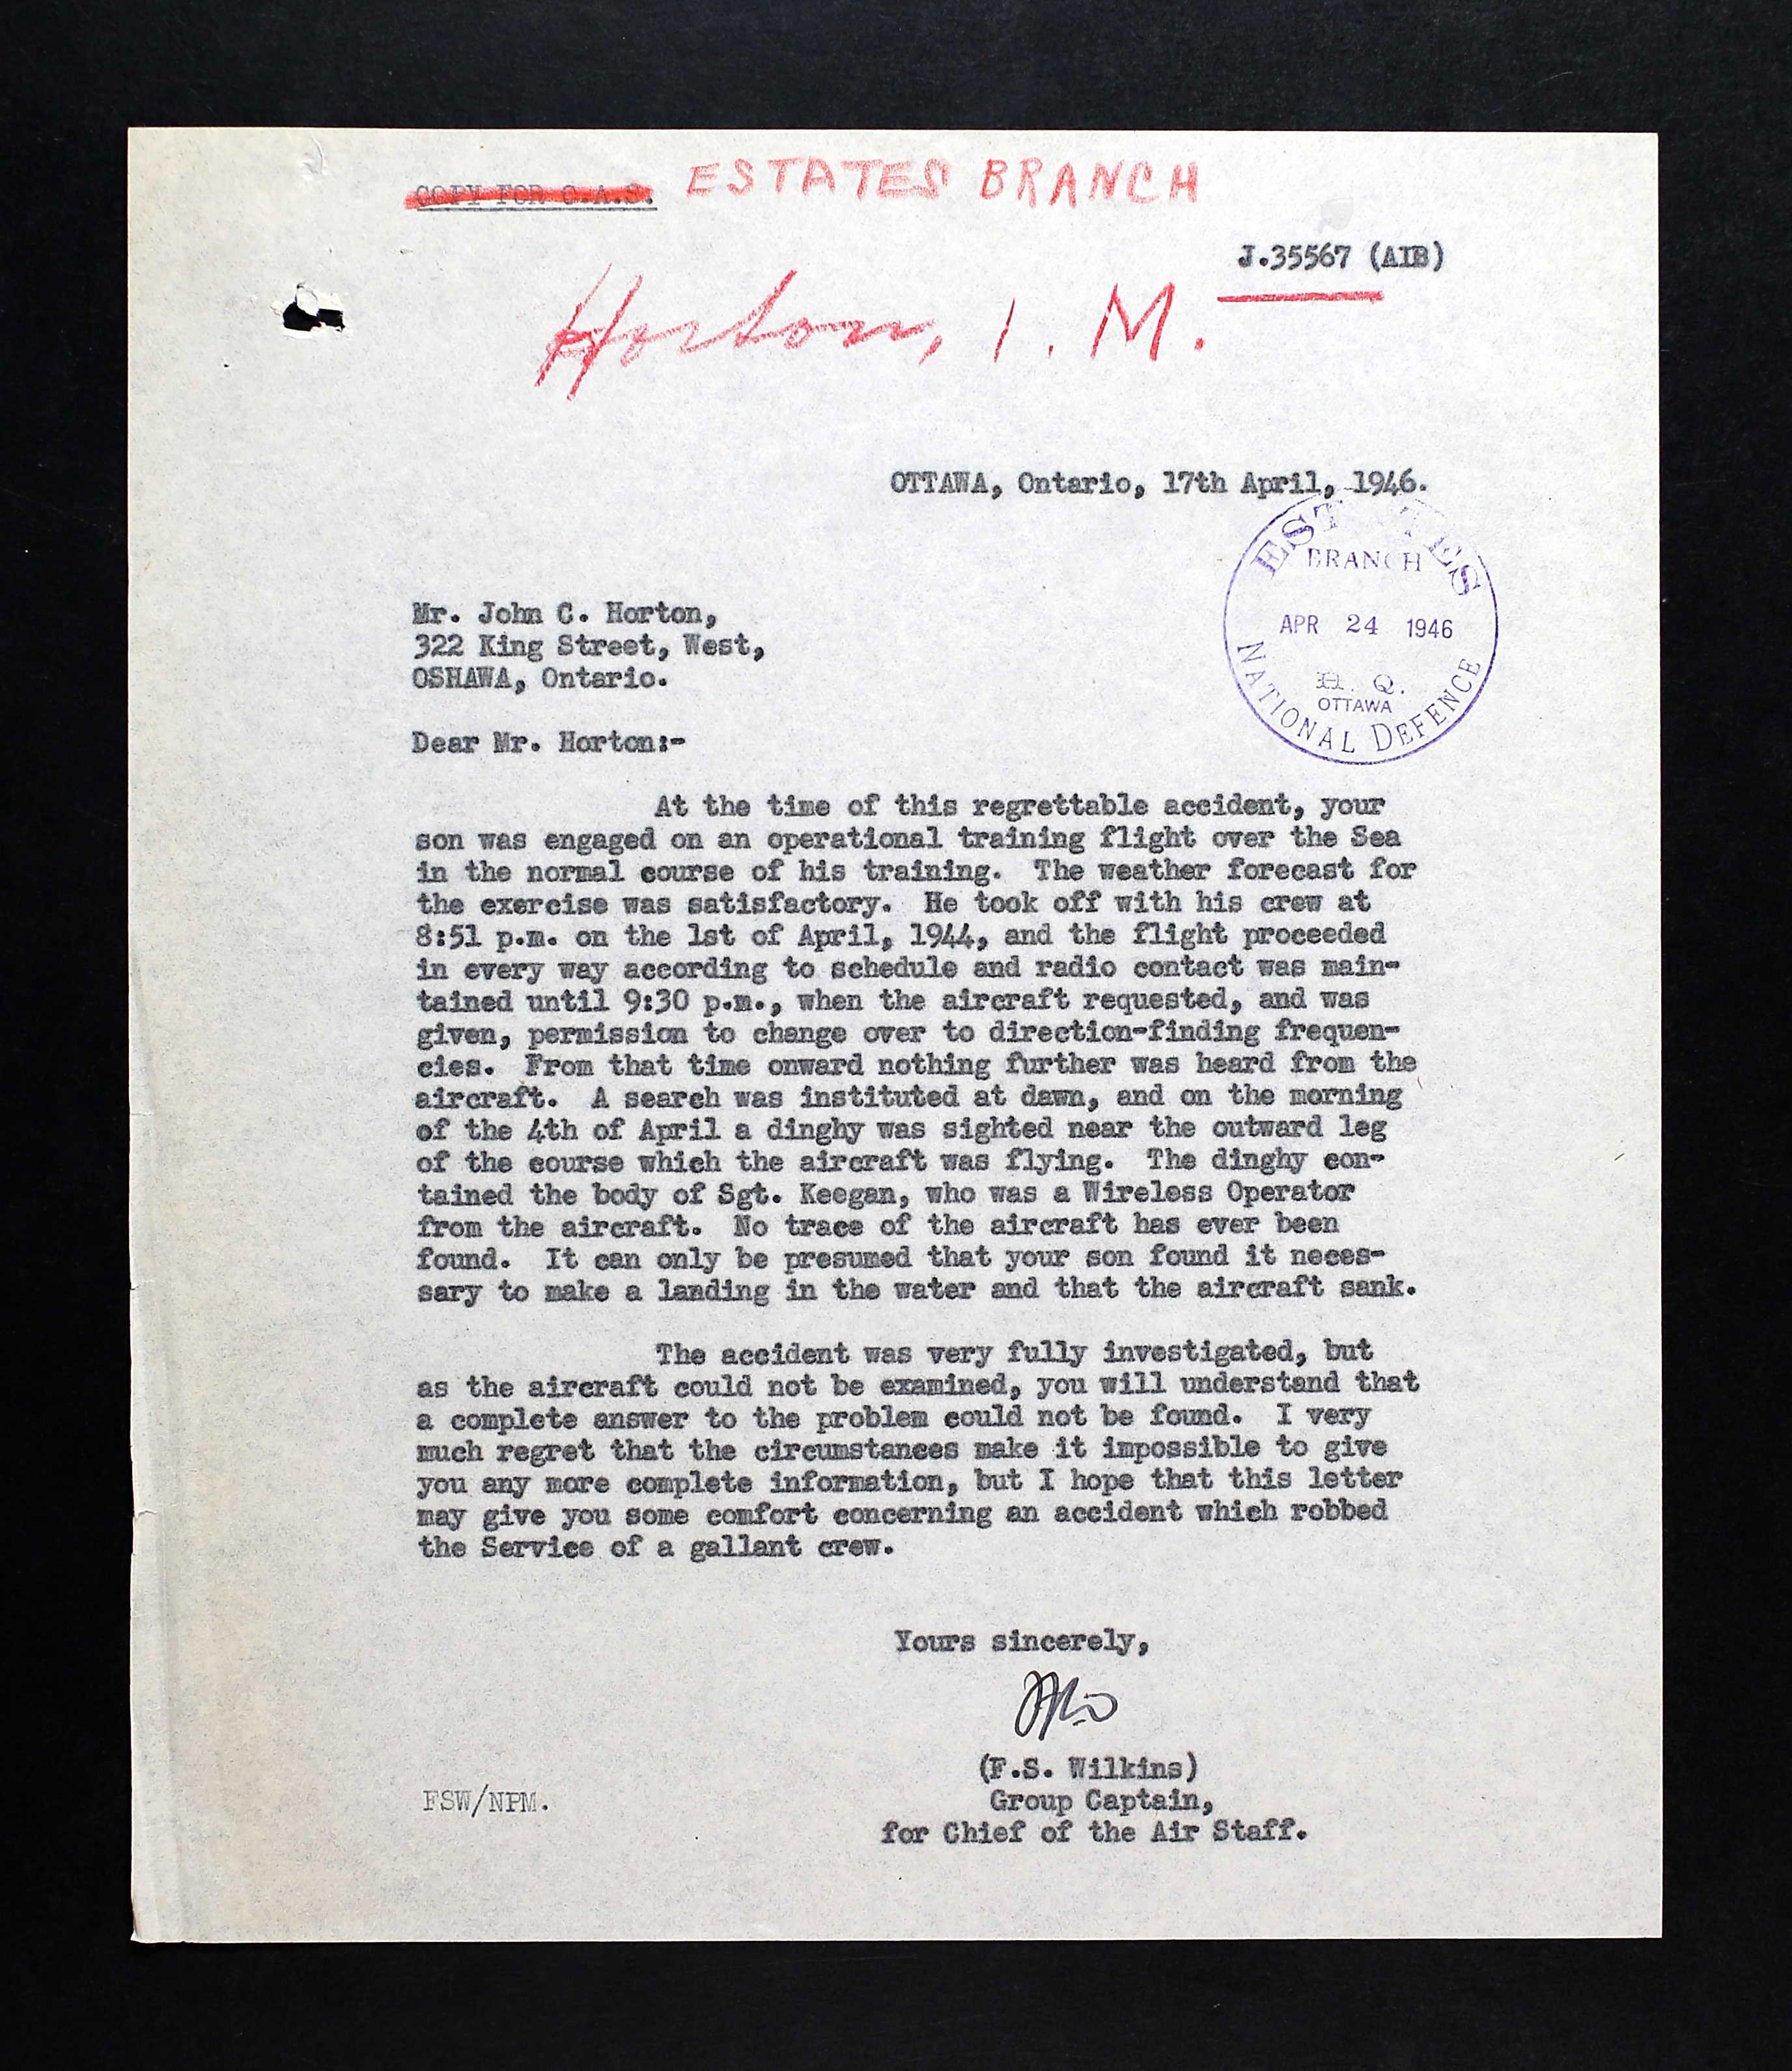 COPY FOR C.A.S. ESTATES BRANCH
J.35567 (AIB)
Horton, I. M.
OTTAWA, Ontario, 17th April, 1946.
ESTATES
BRANCH
APR 24 1946
H. Q.
OTTAWA
NATIONAL DEFENCE
Mr. John C. Horton,
322 King Street, West,
OSHAWA, Ontario.
Dear Mr. Horton:-
At the time of this regrettable accident, your
son was engaged on an operational training flight over the Sea
in the normal course of his training. The weather forecast for
the exercise was satisfactory. He took off with his crew at
8:51 p.m. on the 1st of April, 1944, and the flight proceeded
in every way according to schedule and radio contact was main-
tained until 9:30 p.m., when the aircraft requested, and was
given, permission to change over to direction-finding frequen-
cies. From that time onward nothing further was heard from the
aircraft. A search was instituted at dawn, and on the morning
of the 4th of April a dinghy was sighted near the outward leg
of the course which the aircraft was flying. The dinghy con-
tained the body of Sgt. Keegan, who was a Wireless Operator
from the aircraft. No trace of the aircraft has ever been
found. It can only be presumed that your son found it neces-
sary to make a landing in the water and that the aircraft sank.
The accident was very fully investigated, but
as the aircraft could not be examined, you will understand that
a complete answer to the problem could not be found. I very
much regret that the circumstances make it impossible to give
you any more complete information, but I hope that this letter
may give you some comfort concerning an accident which robbed
the Service of a gallant crew.
Yours sincerely,
(F.S. Wilkins)
Group Captain,
for Chief of the Air Staff.
FSW/NPM.